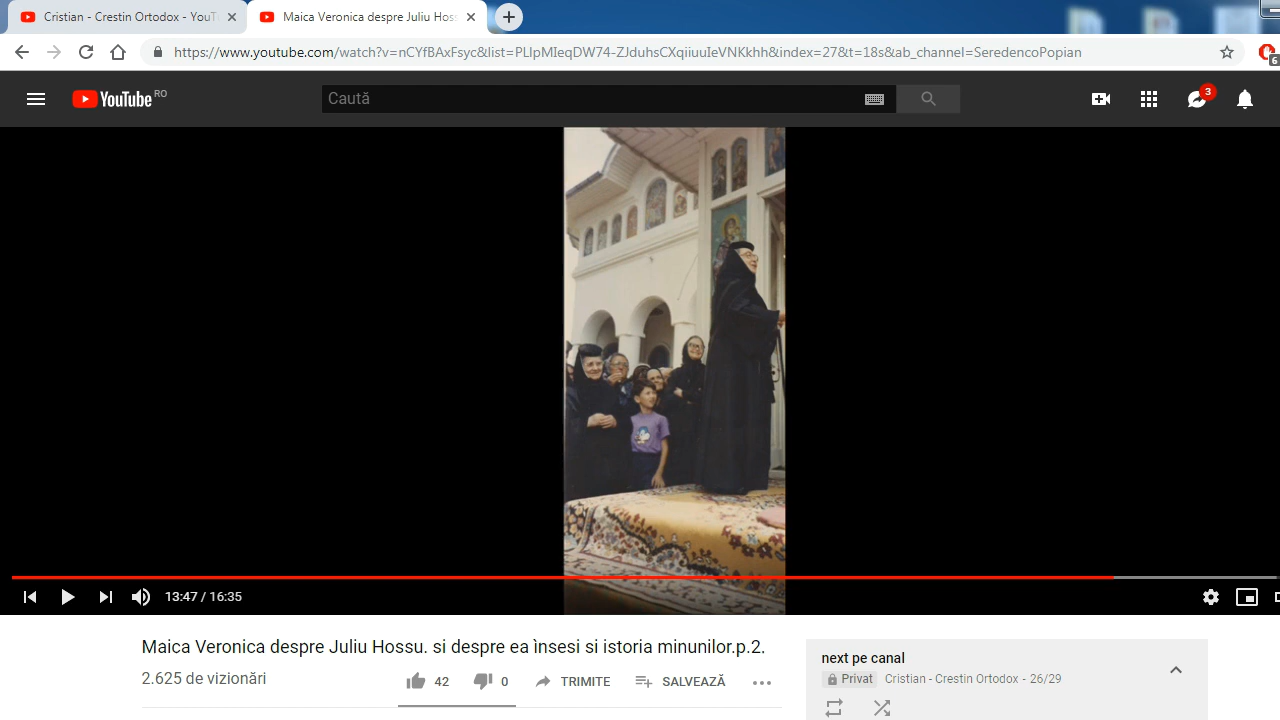 Cristian - Crestin Ortodox - YouT
Maica Veronica despre Juliu Hos
https://www.youtube.com/watch?v=nCYfBAxFsyc&list=PLIpMIeqDW74-ZJduhsCXqiiuuIeVNKkhh&index=27&t=18s&ab_channel=SeredencoPopian
6
YouTube RO
Caută
3
13:47 / 16:35
Maica Veronica despre Juliu Hossu. si despre ea ìnsesi si istoria minunilor.p.2.
2.625 de vizionări
42
0
TRIMITE
SALVEAZĂ
next pe canal
Privat Cristian - Crestin Ortodox - 26/29